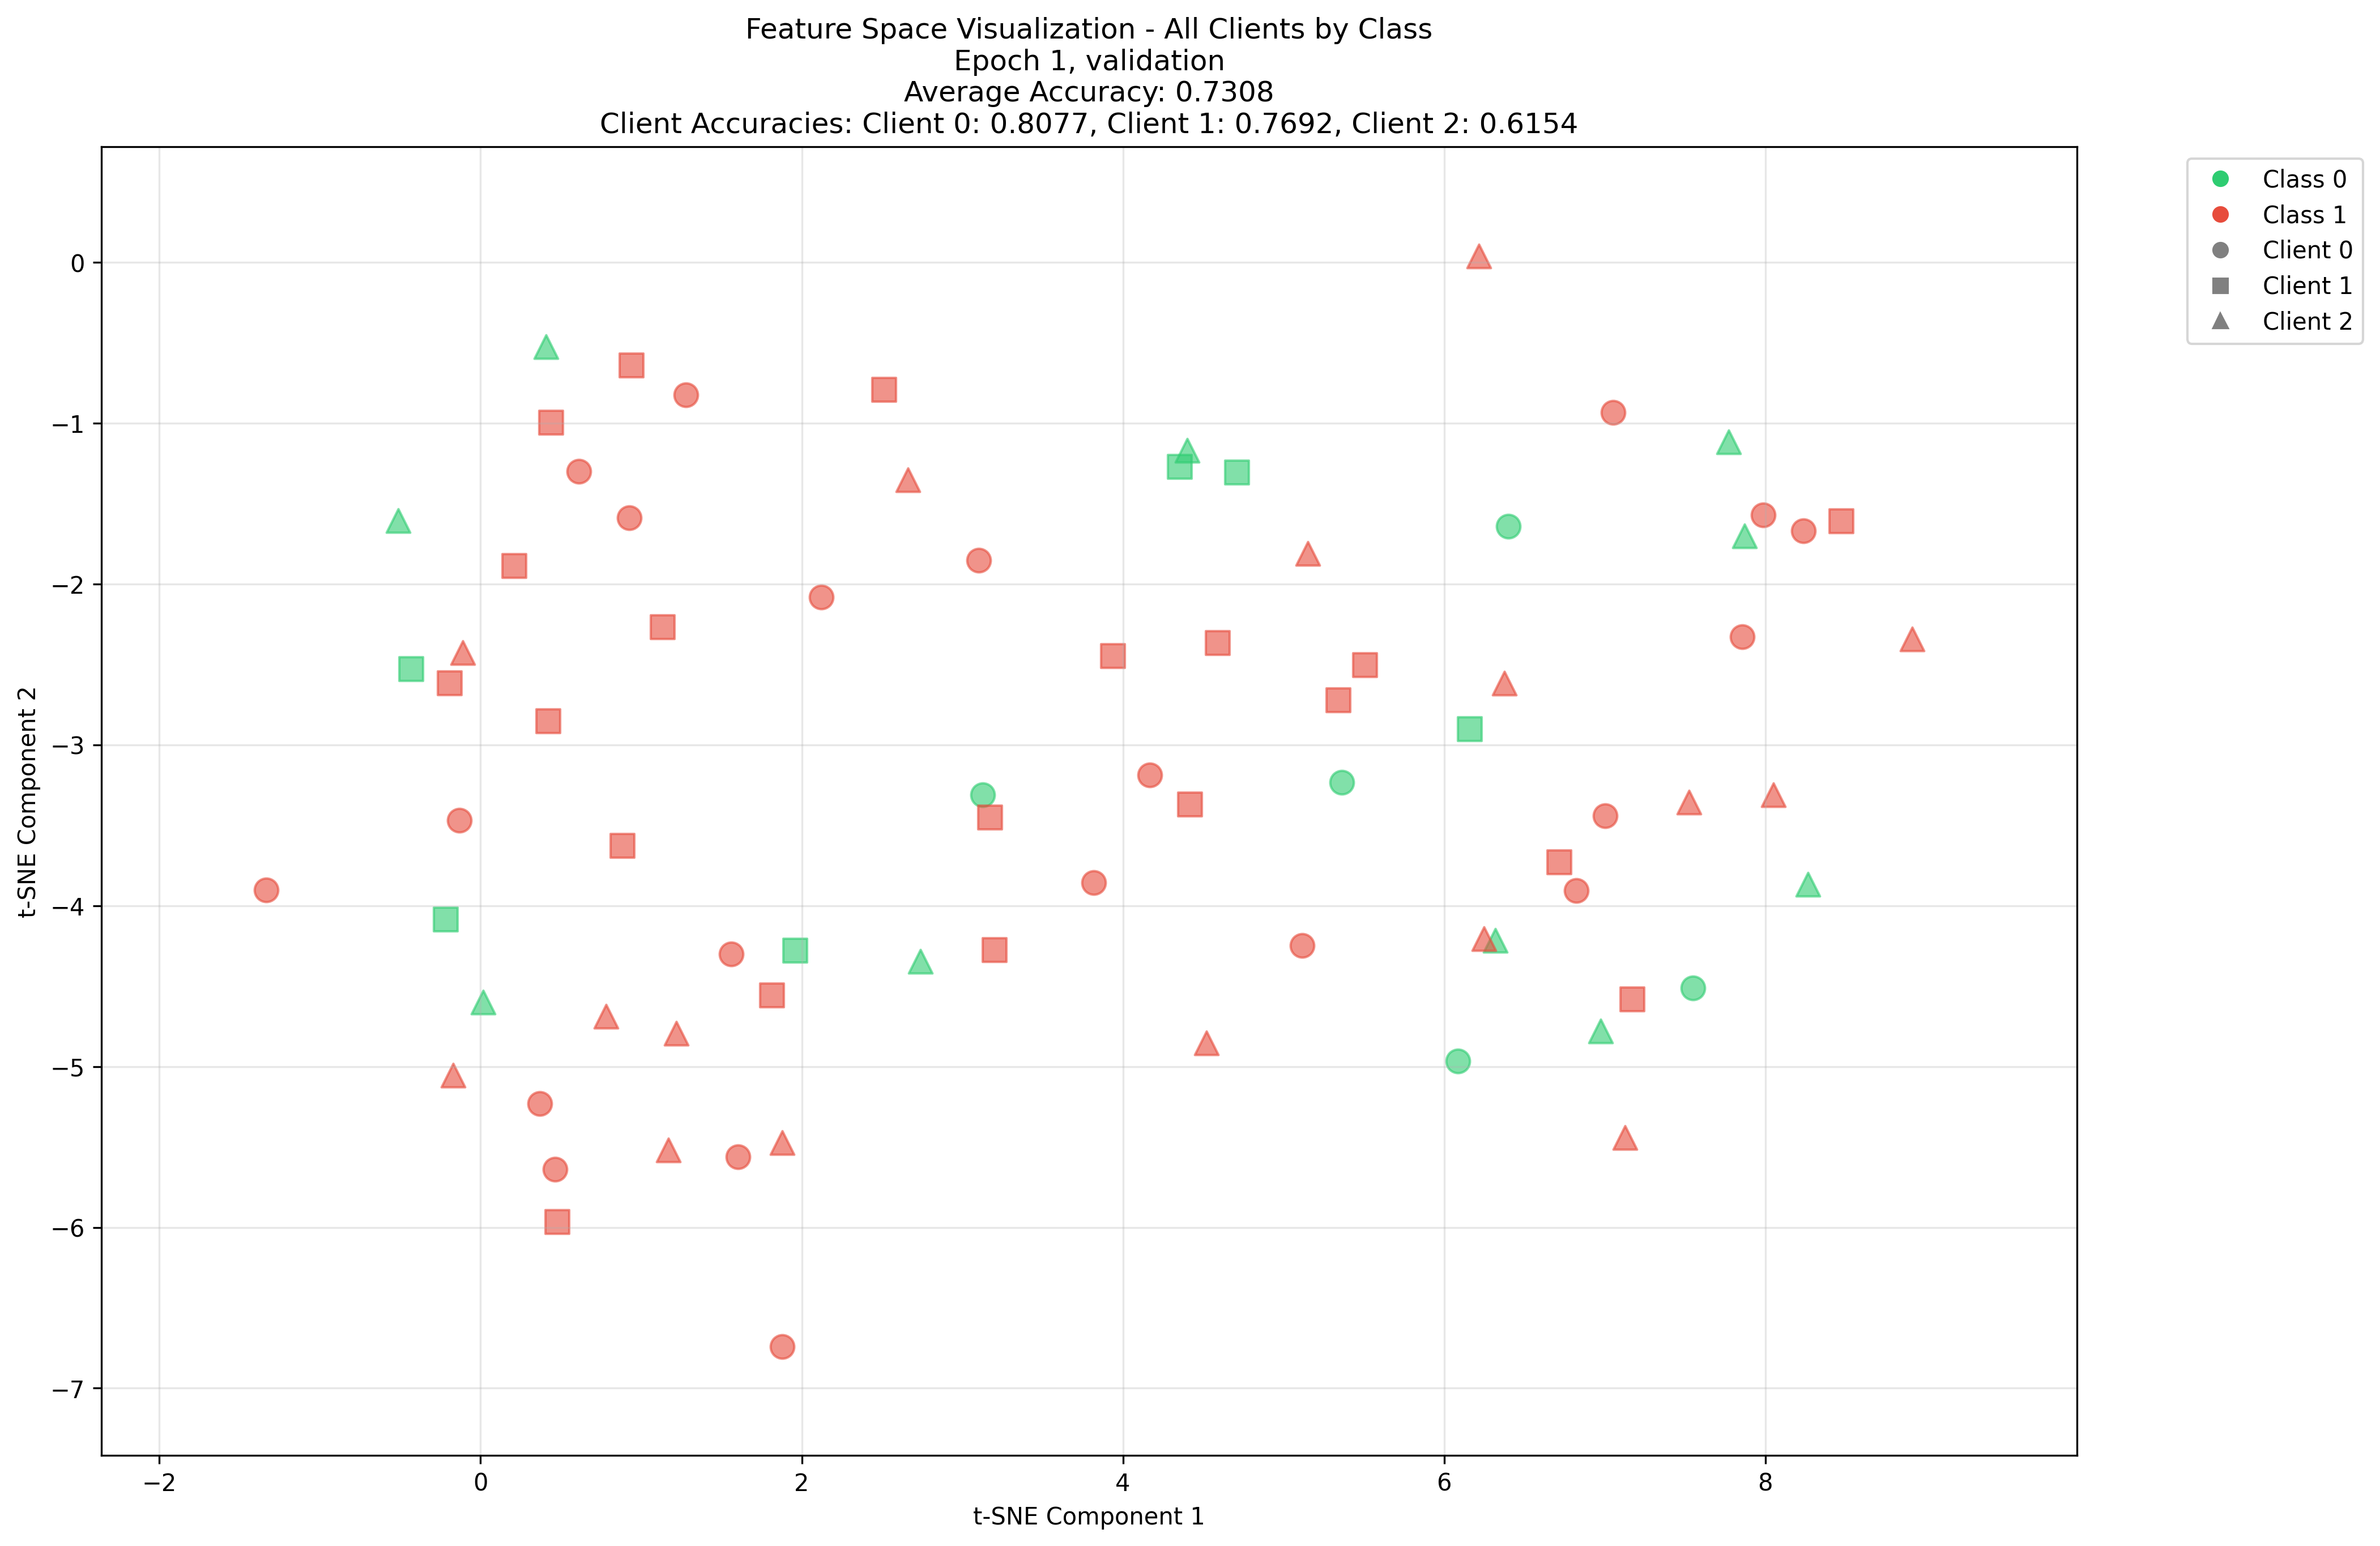 Feature Space Visualization - All Clients by Class
Epoch 1, validation
Average Accuracy: 0.7308
Client Accuracies: Client 0: 0.8077, Client 1: 0.7692, Client 2: 0.6154
Class 0
Class 1
Client 0
Client 1
Client 2
t-SNE Component 2
0
−1
−2
−3
−4
−5
−6
−7
−2
0
2
4
6
8
t-SNE Component 1